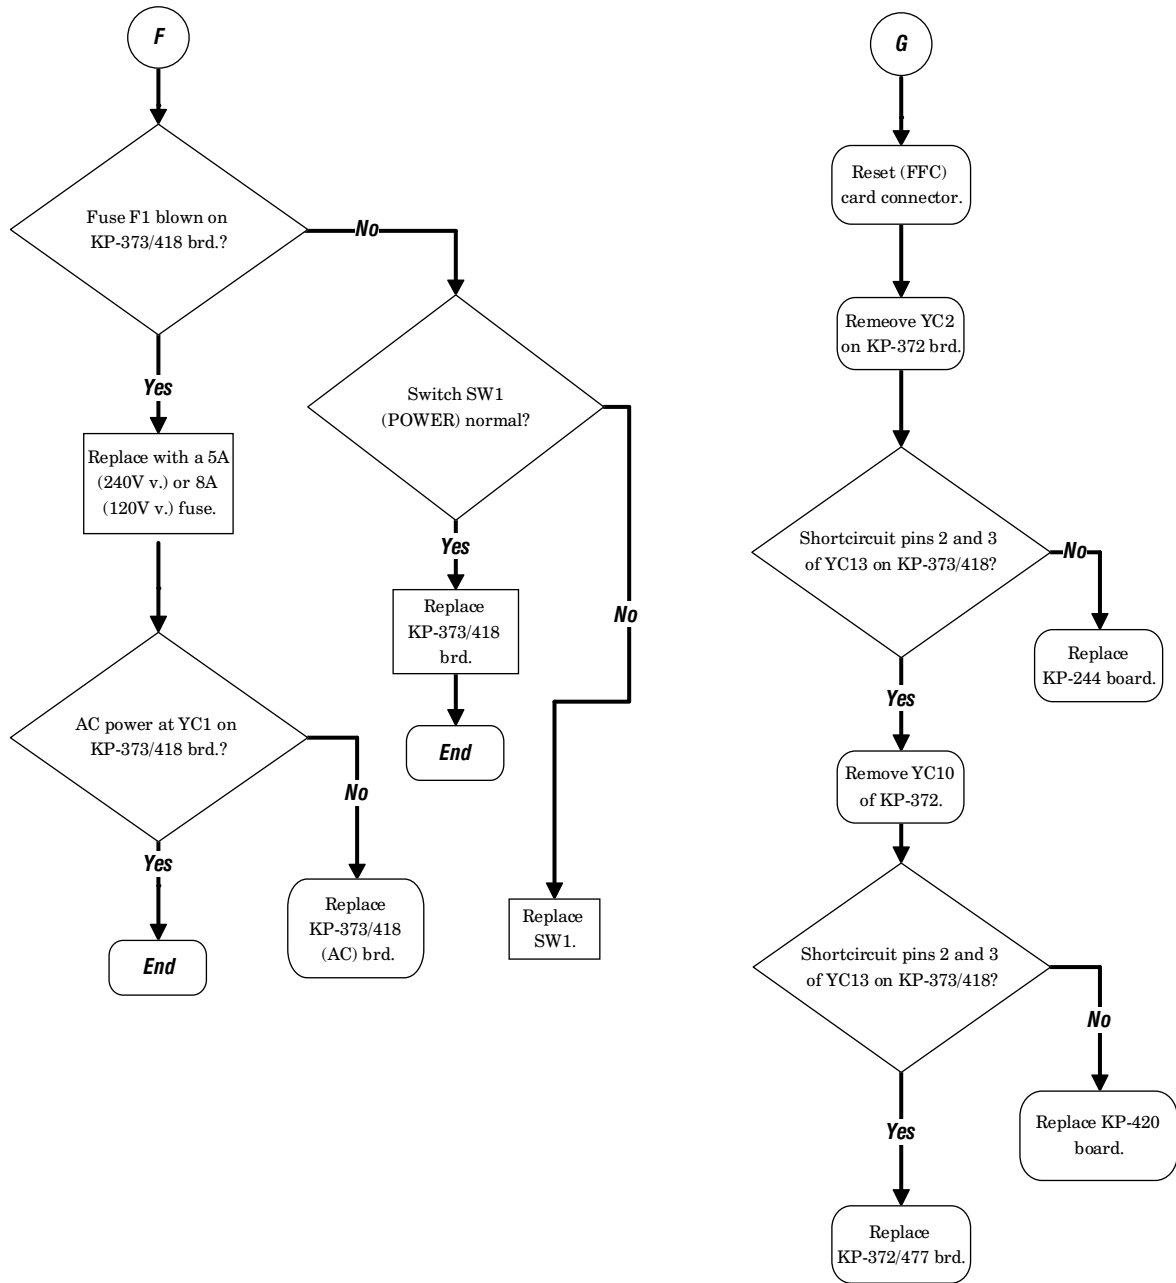 F
Fuse F1 blown on
KP-373/418 brd.?
No
Yes
Replace with a 5A
(240V v.) or 8A
(120V v.) fuse.
Switch SW1
(POWER) normal?
Yes
No
Replace
KP-373/418
brd.
End
AC power at YC1 on
KP-373/418 brd.?
No
Yes
Replace
KP-373/418
(AC) brd.
End
Replace
SW1.
G
Reset (FFC)
card connector.
Remeove YC2
on KP-372 brd.
Shortcircuit pins 2 and 3
of YC13 on KP-373/418?
No
Replace
KP-244 board.
Yes
Remove YC10
of KP-372.
Shortcircuit pins 2 and 3
of YC13 on KP-373/418?
No
Replace KP-420
board.
Yes
Replace
KP-372/477 brd.